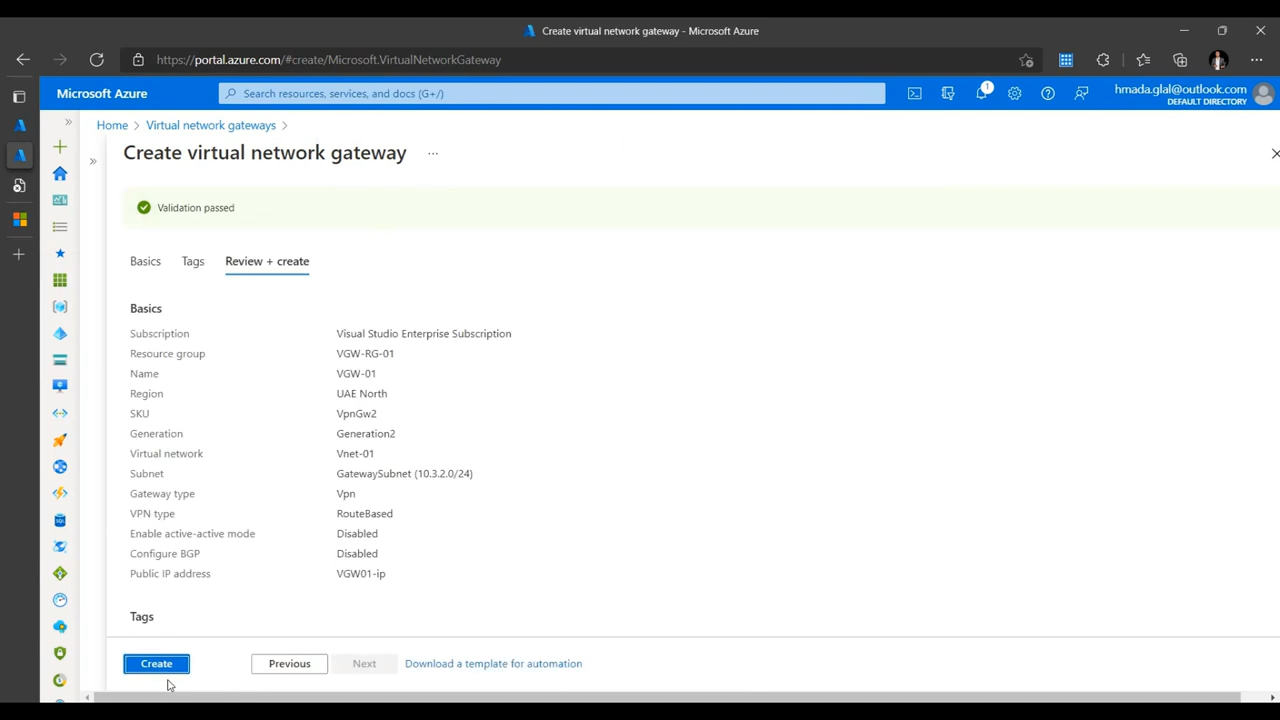 Create virtual network gateway - Microsoft Azure
https://portal.azure.com/#create/Microsoft.VirtualNetworkGateway
Microsoft Azure
Search resources, services, and docs (G+/)
1
hmada.glal@outlook.com
DEFAULT DIRECTORY
Home > Virtual network gateways >
Create virtual network gateway ...
Validation passed
Basics Tags Review + create
Basics
Subscription Visual Studio Enterprise Subscription
Resource group VGW-RG-01
Name VGW-01
Region UAE North
SKU VpnGw2
Generation Generation2
Virtual network Vnet-01
Subnet GatewaySubnet (10.3.2.0/24)
Gateway type Vpn
VPN type RouteBased
Enable active-active mode Disabled
Configure BGP Disabled
Public IP address VGW01-ip
Tags
Create Previous Next Download a template for automation